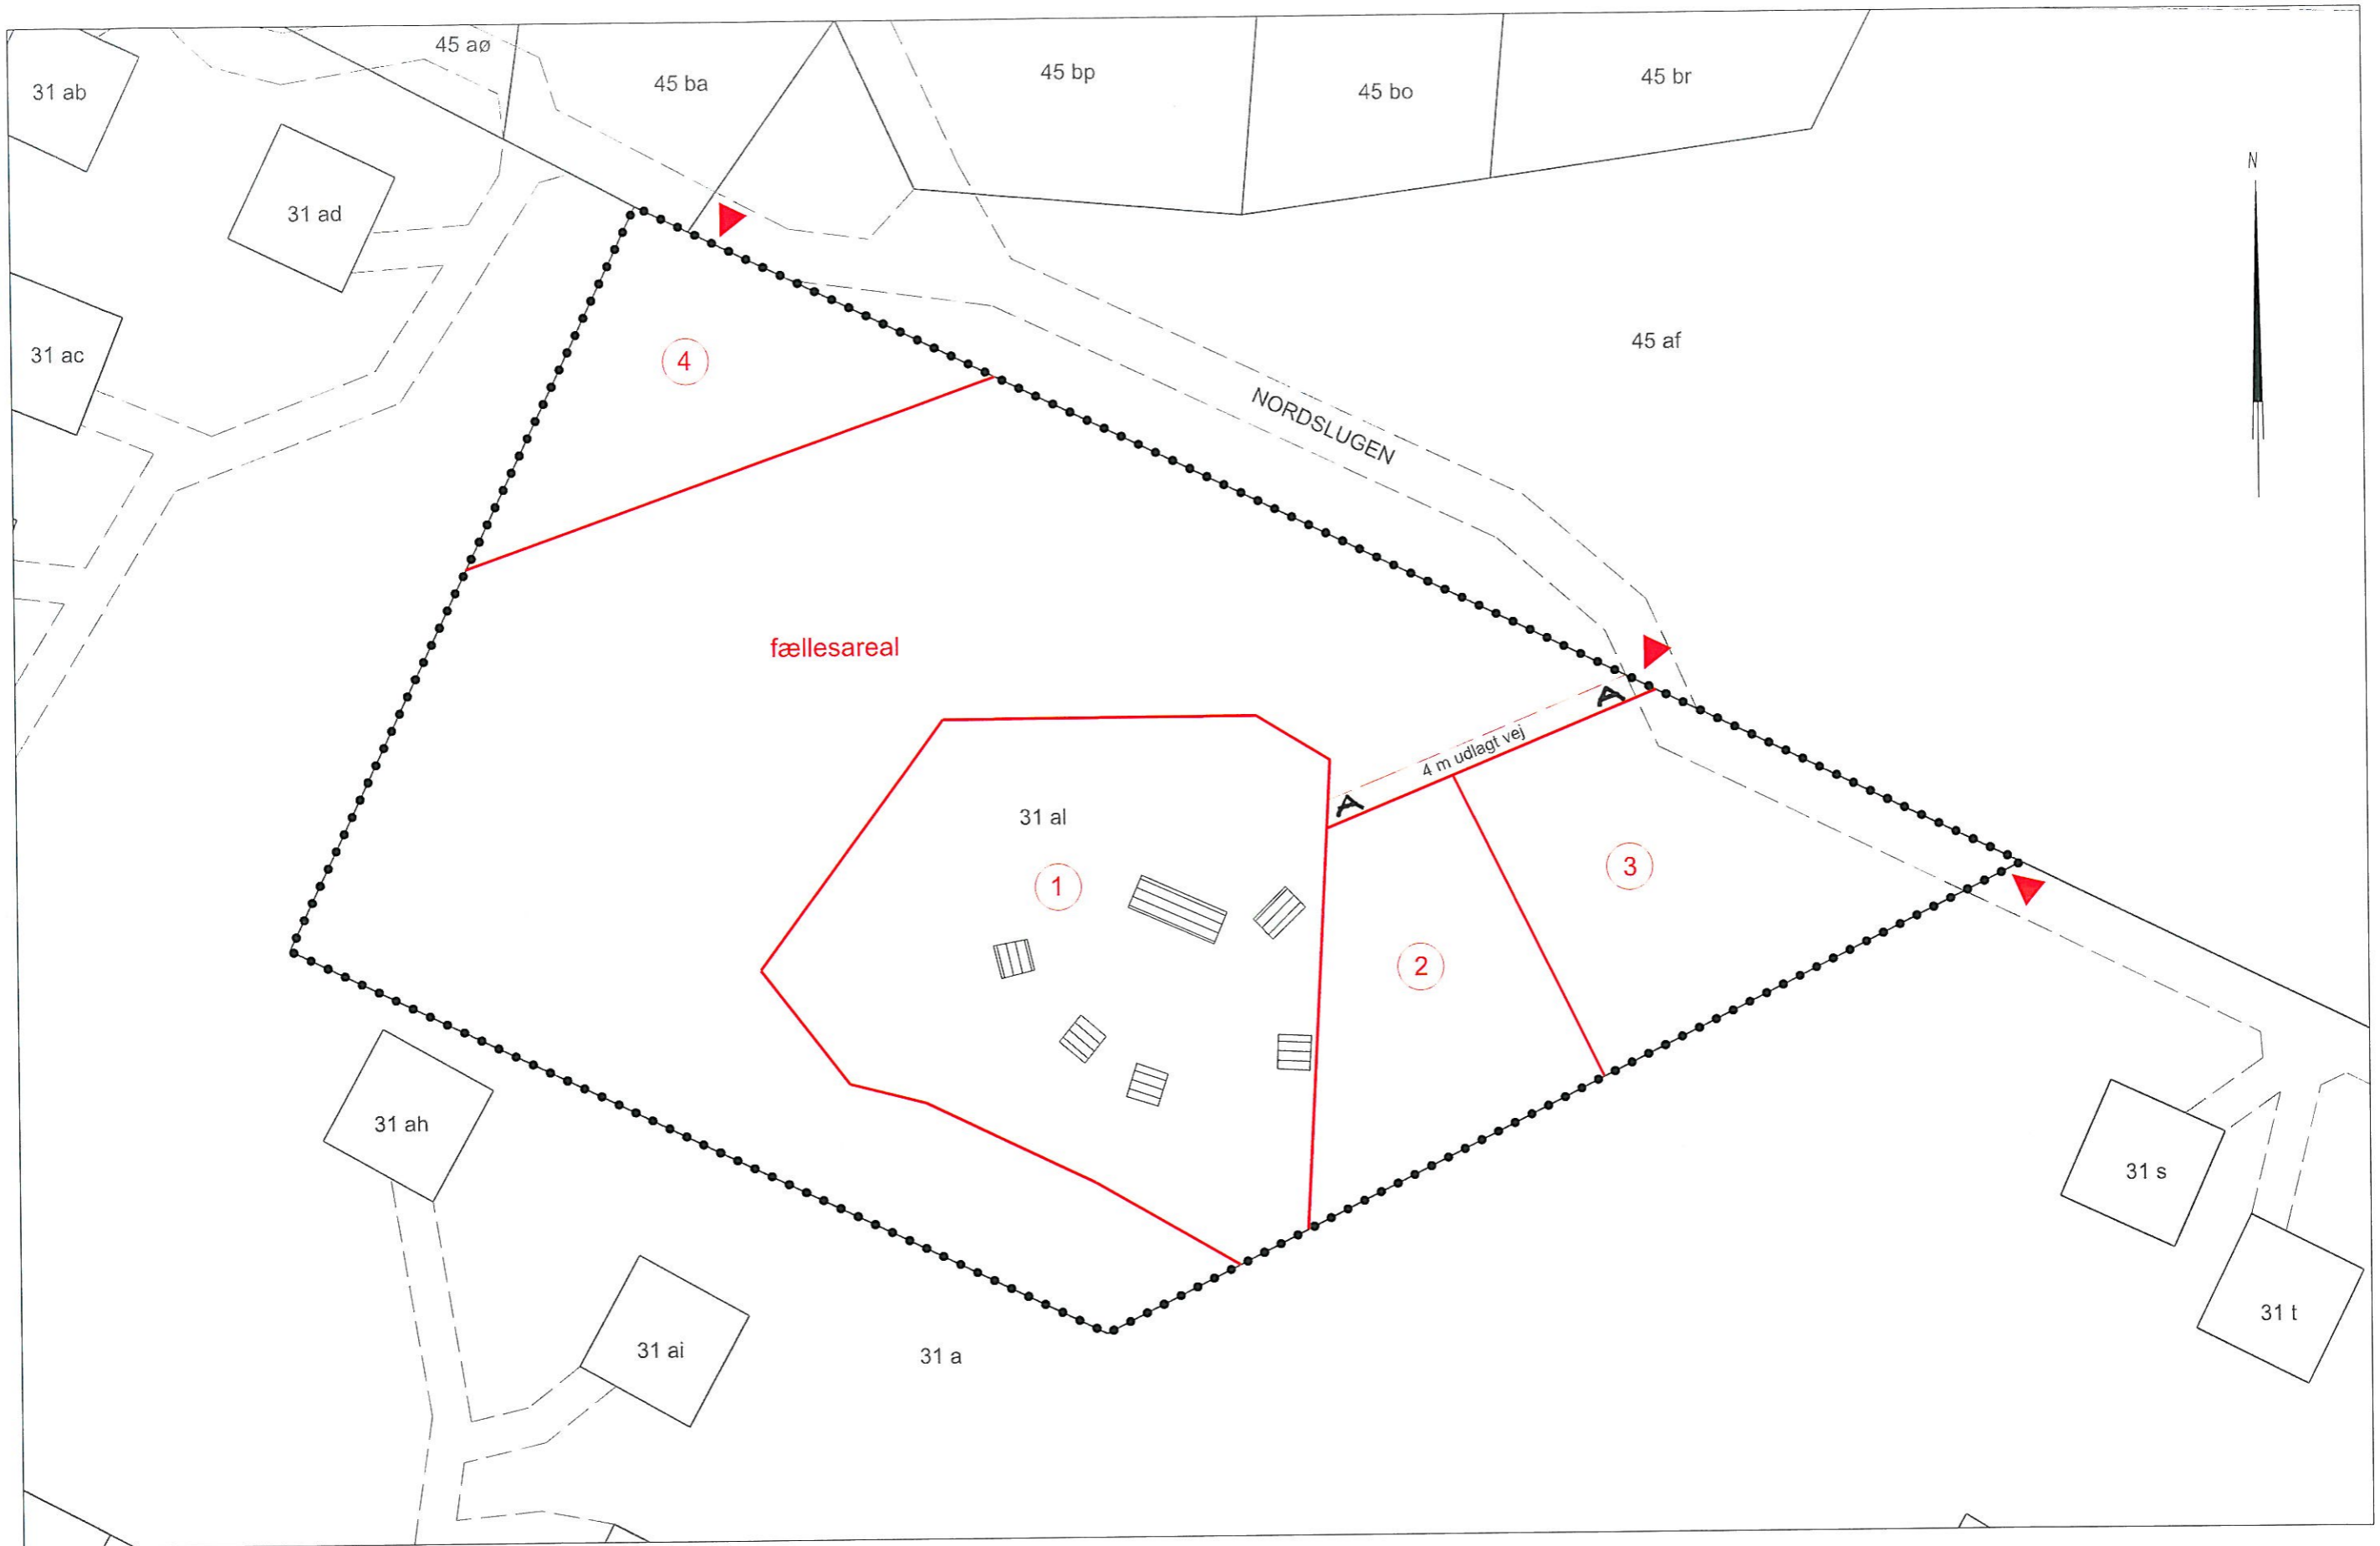 45 aø
45 ba
45 bp
45 bo
45 br
31 ab
N
31 ad
45 af
31 ac
4
NORDSLUGEN
fællesareal
A
4 m udlagt vej
A
31 al
1
3
2
31 ah
31 s
31 t
31 ai
31 a